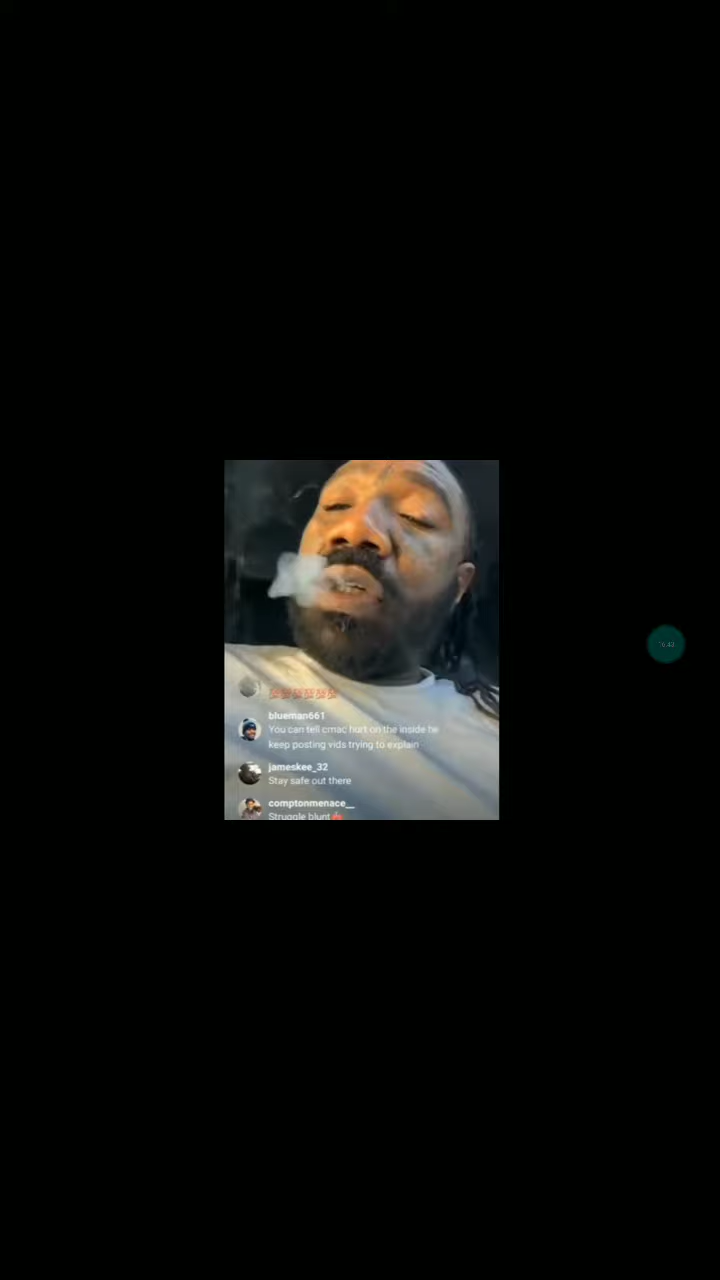 💯💯💯💯💯💯
blueman661
You can tell cmac hurt on the inside he
keep posting vids trying to explain
jameskee_32
Stay safe out there
comptonmenace__
Struggle blunt🔥